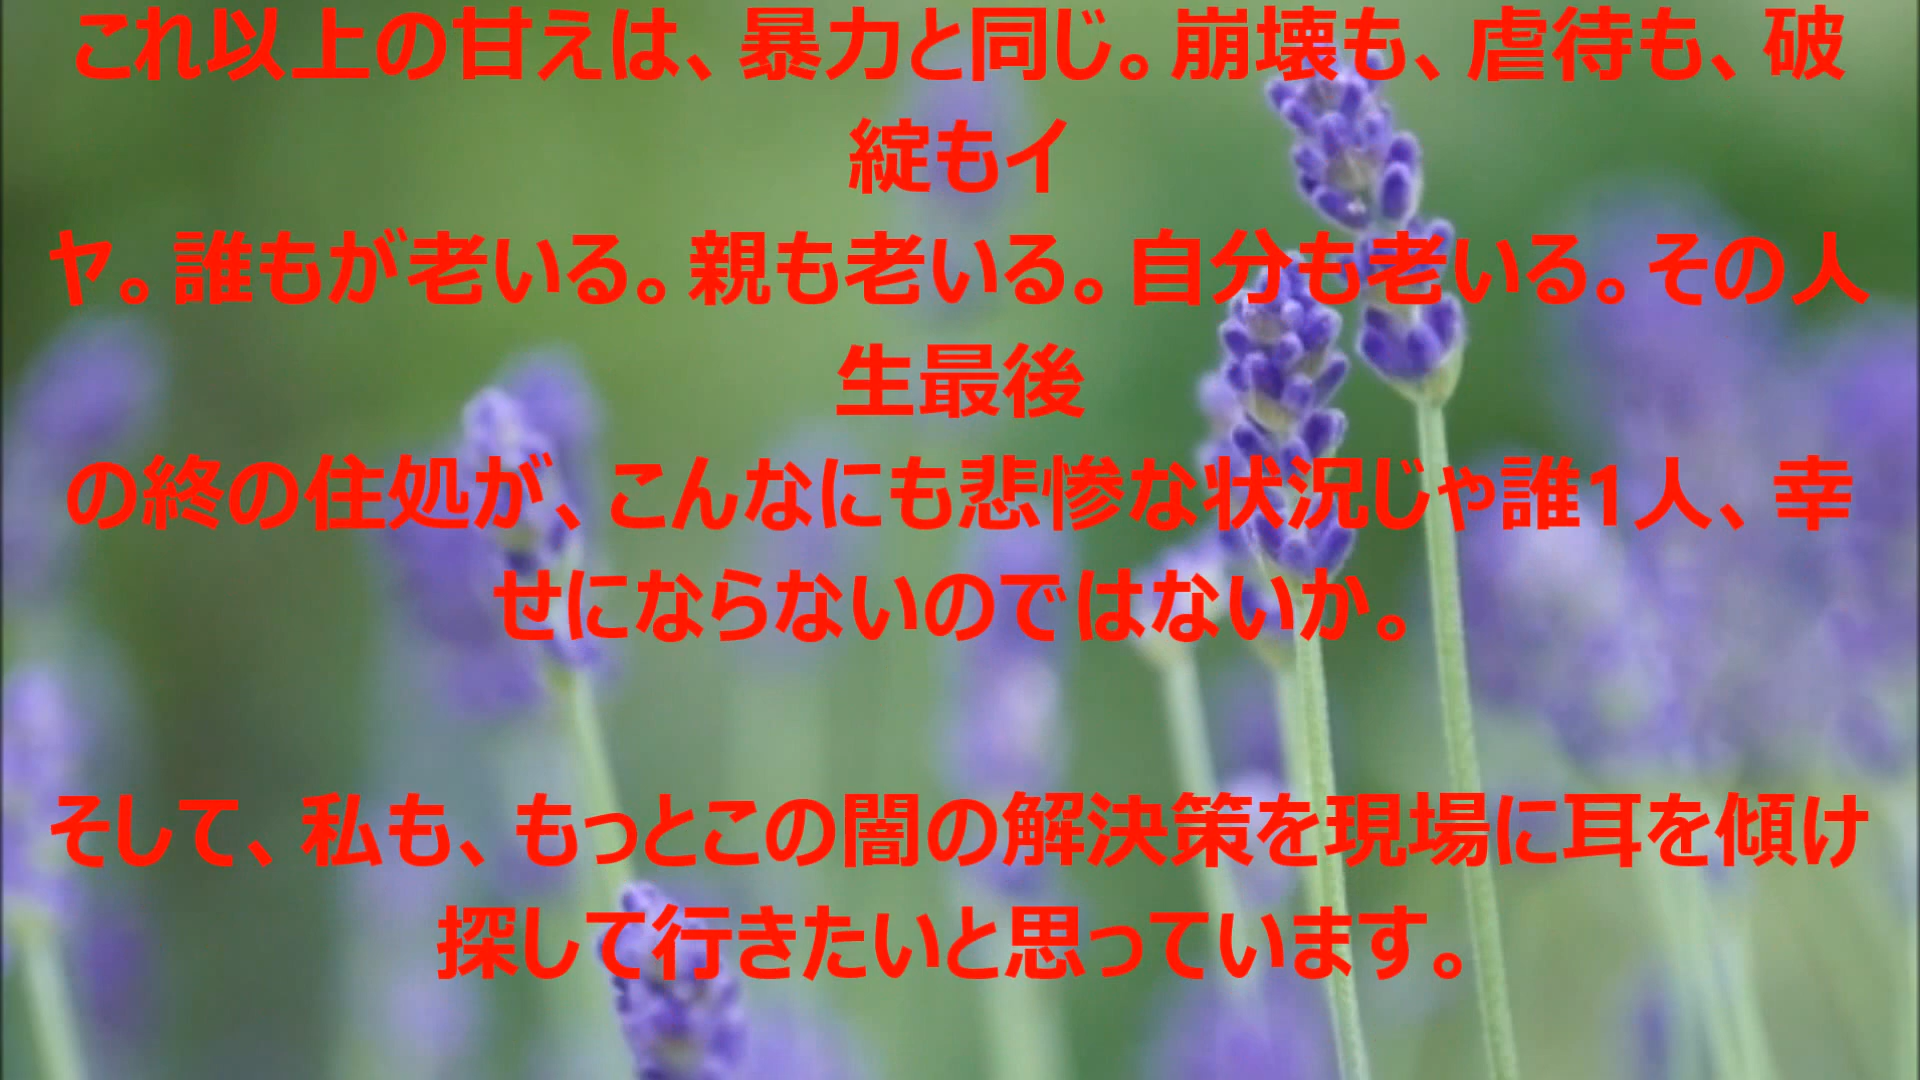 これ以上の甘えは、暴力と同じ。崩壊も、虐待も、破
綻もイ
ヤ。誰もが老いる。親も老いる。自分も老いる。その人
生最後
の終の住処が、こんなにも悲惨な状況じゃ誰1人、幸
せにならないのではないか。
そして、私も、もっとこの闇の解決策を現場に耳を傾け
探して行きたいと思っています。